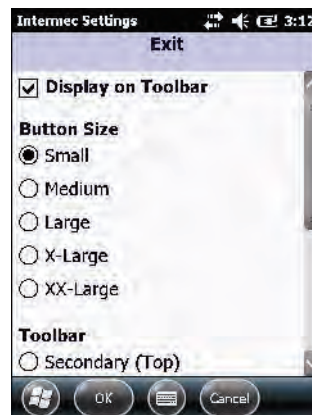 Intermec Settings 3:12
Exit
Display on Toolbar
Button Size
Small
Medium
Large
X-Large
XX-Large
Toolbar
Secondary (Top)
OK Cancel